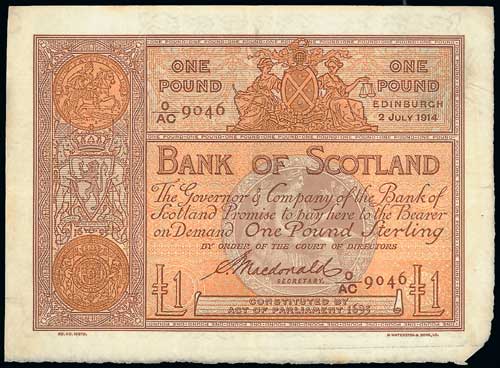 ONE POUND
ONE POUND
O/AC 9046
EDINBURGH
2 JULY 1914
BANK OF SCOTLAND
The Governor & Company of the Bank of
Scotland Promise to pay here to the Bearer
on Demand One Pound Sterling
BY ORDER OF THE COURT OF DIRECTORS
C. Macdonald
SECRETARY.
O/AC 9046
£1
£1
CONSTITUTED BY
ACT OF PARLIAMENT 1695